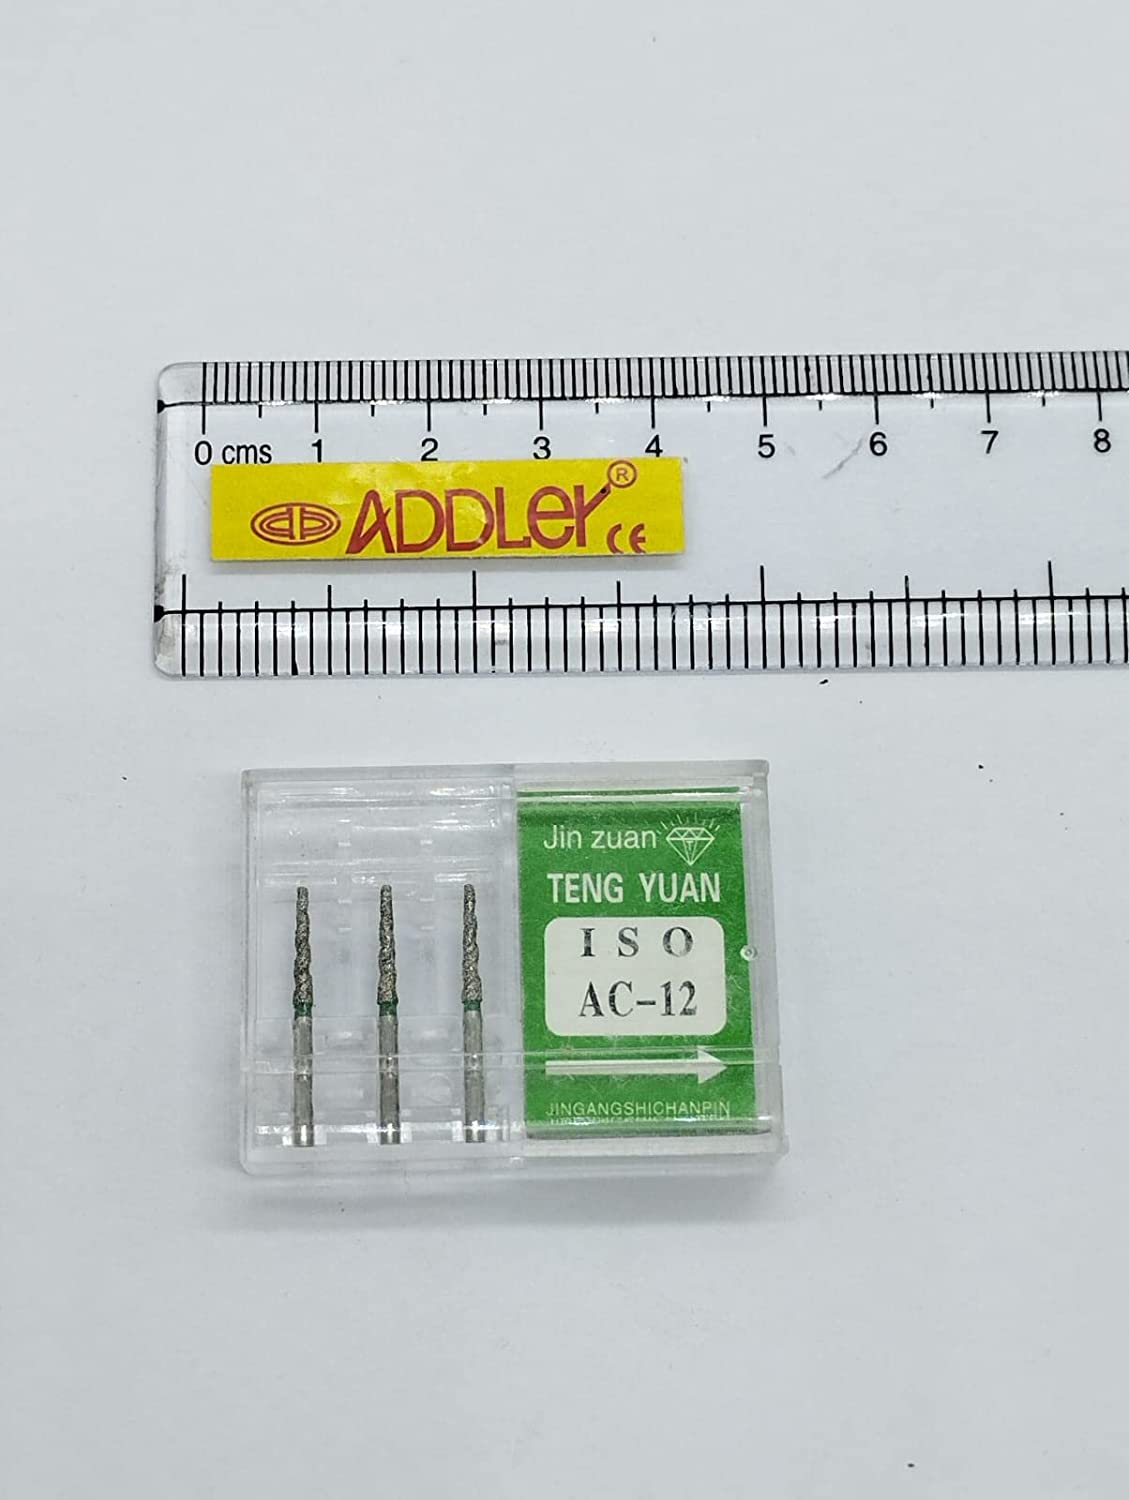 0 cms 1 2 3 4 5 6 7 8
ADDLer® CE
Jin zuan
TENG YUAN
ISO
AC-12
JINGANGSHICHANPIN